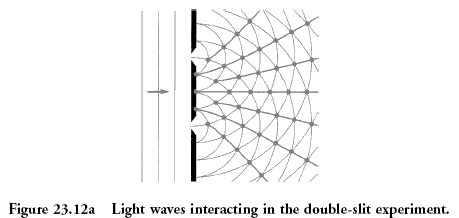 Figure 23.12a Light waves interacting in the double-slit experiment.